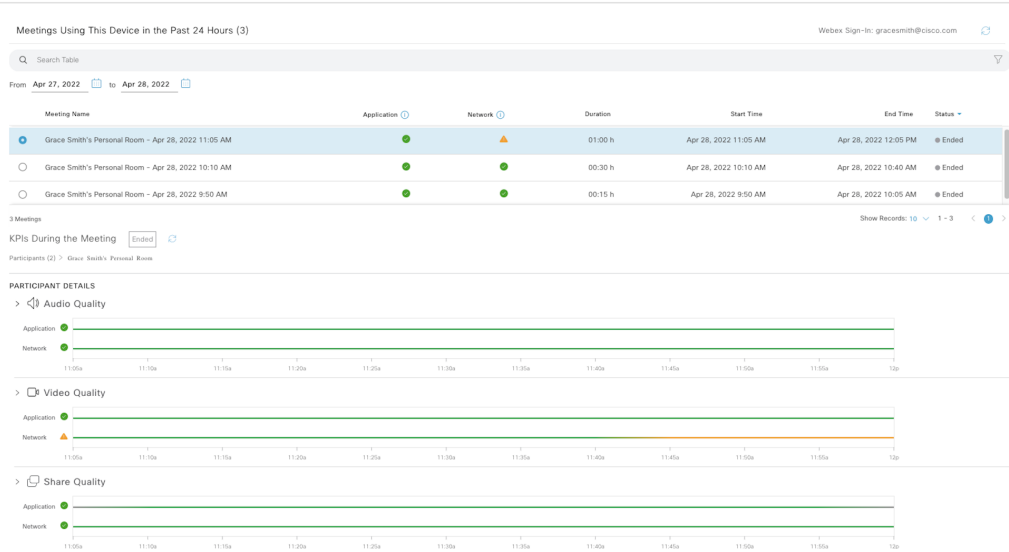 Meetings Using This Device in the Past 24 Hours (3)
Webex Sign-In: gracesmith@cisco.com
Search Table
From Apr 27, 2022 to Apr 28, 2022
Meeting Name Application Network Duration Start Time End Time Status
Grace Smith's Personal Room - Apr 28, 2022 11:05 AM 01:00 h Apr 28, 2022 11:05 AM Apr 28, 2022 12:05 PM Ended
Grace Smith's Personal Room - Apr 28, 2022 10:10 AM 00:30 h Apr 28, 2022 10:10 AM Apr 28, 2022 10:40 AM Ended
Grace Smith's Personal Room - Apr 28, 2022 9:50 AM 00:15 h Apr 28, 2022 9:50 AM Apr 28, 2022 10:05 AM Ended
3 Meetings Show Records: 10 1 - 3 < 1 >
KPIs During the Meeting Ended
Participants (2) > Grace Smith's Personal Room
PARTICIPANT DETAILS
> Audio Quality
Application
Network
11:05a 11:10a 11:15a 11:20a 11:25a 11:30a 11:35a 11:40a 11:45a 11:50a 11:55a 12p
> Video Quality
Application
Network
11:05a 11:10a 11:15a 11:20a 11:25a 11:30a 11:35a 11:40a 11:45a 11:50a 11:55a 12p
> Share Quality
Application
Network
11:05a 11:10a 11:15a 11:20a 11:25a 11:30a 11:35a 11:40a 11:45a 11:50a 11:55a 12p